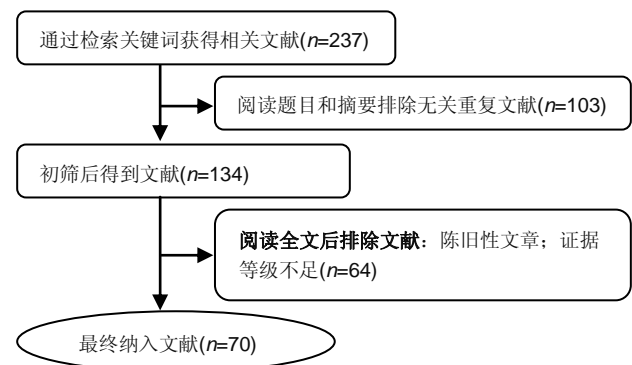 通过检索关键词获得相关文献(n=237)
阅读题目和摘要排除无关重复文献(n=103)
初筛后得到文献(n=134)
阅读全文后排除文献：陈旧性文章；证据
等级不足(n=64)
最终纳入文献(n=70)